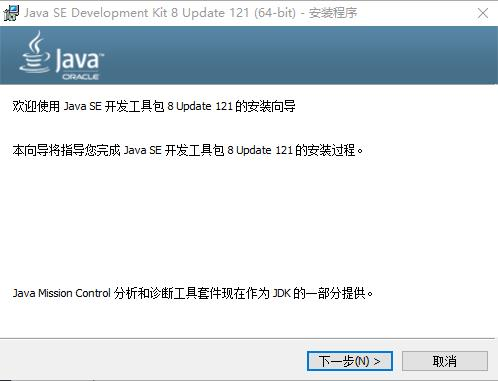 Java SE Development Kit 8 Update 121 (64-bit) - 安装程序
Java
ORACLE
欢迎使用 Java SE 开发工具包 8 Update 121 的安装向导
本向导将指导您完成 Java SE 开发工具包 8 Update 121 的安装过程。
Java Mission Control 分析和诊断工具套件现在作为 JDK 的一部分提供。
下一步(N) >
取消